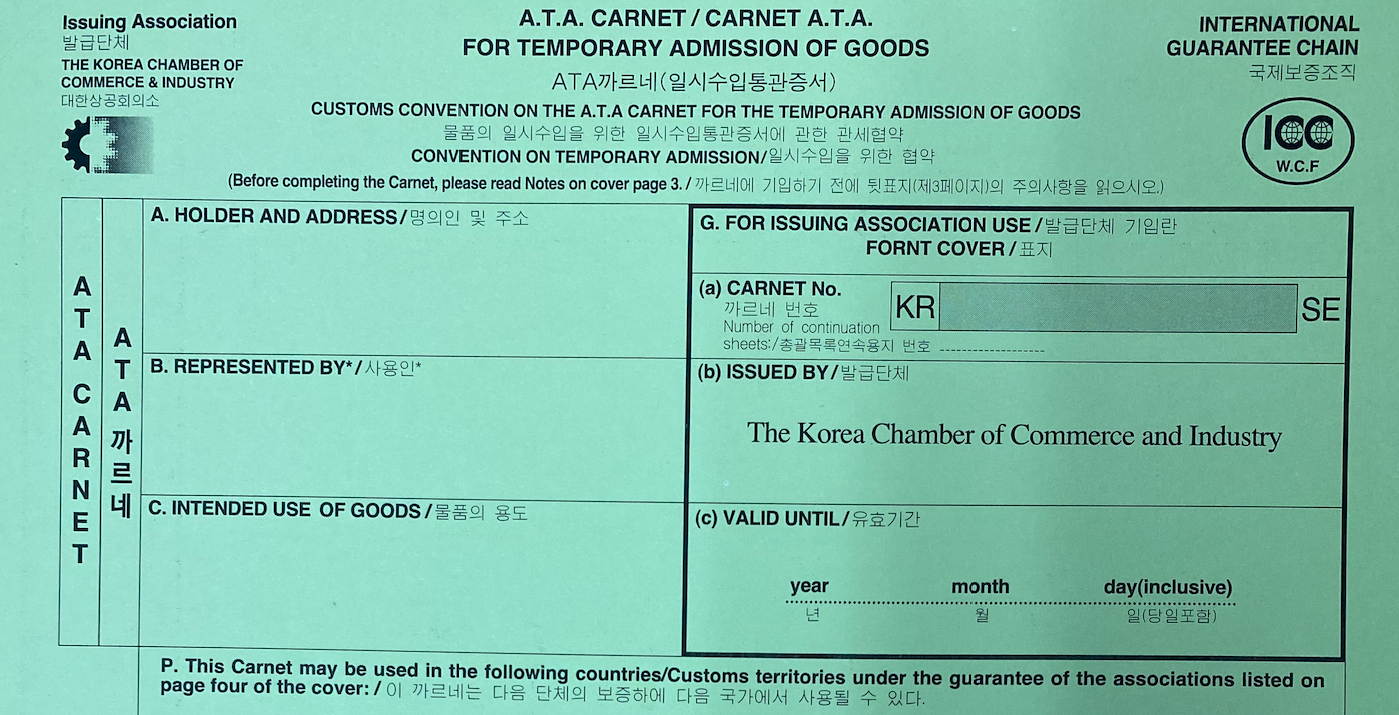 Issuing Association
발급단체
THE KOREA CHAMBER OF
COMMERCE & INDUSTRY
대한상공회의소
A.T.A. CARNET / CARNET A.T.A.
FOR TEMPORARY ADMISSION OF GOODS
ATA까르네(일시수입통관증서)
CUSTOMS CONVENTION ON THE A.T.A CARNET FOR THE TEMPORARY ADMISSION OF GOODS
물품의 일시수입을 위한 일시수입통관증서에 관한 관세협약
CONVENTION ON TEMPORARY ADMISSION/일시수입을 위한 협약
(Before completing the Carnet, please read Notes on cover page 3. / 까르네에 기입하기 전에 뒷표지(제3페이지)의 주의사항을 읽으시오.)
INTERNATIONAL
GUARANTEE CHAIN
국제보증조직
ICC
W.C.F
ATA CARNET
ATA 까르네
A. HOLDER AND ADDRESS/명의인 및 주소
B. REPRESENTED BY*/사용인*
C. INTENDED USE OF GOODS/물품의 용도
G. FOR ISSUING ASSOCIATION USE/발급단체 기입란
FORNT COVER/표지
(a) CARNET No.
까르네 번호
KR SE
Number of continuation
sheets:/총괄목록연속용지 번호
(b) ISSUED BY/발급단체
The Korea Chamber of Commerce and Industry
(c) VALID UNTIL/유효기간
year month day(inclusive)
년 월 일(당일포함)
P. This Carnet may be used in the following countries/Customs territories under the guarantee of the associations listed on
page four of the cover: / 이 까르네는 다음 단체의 보증하에 다음 국가에서 사용될 수 있다.